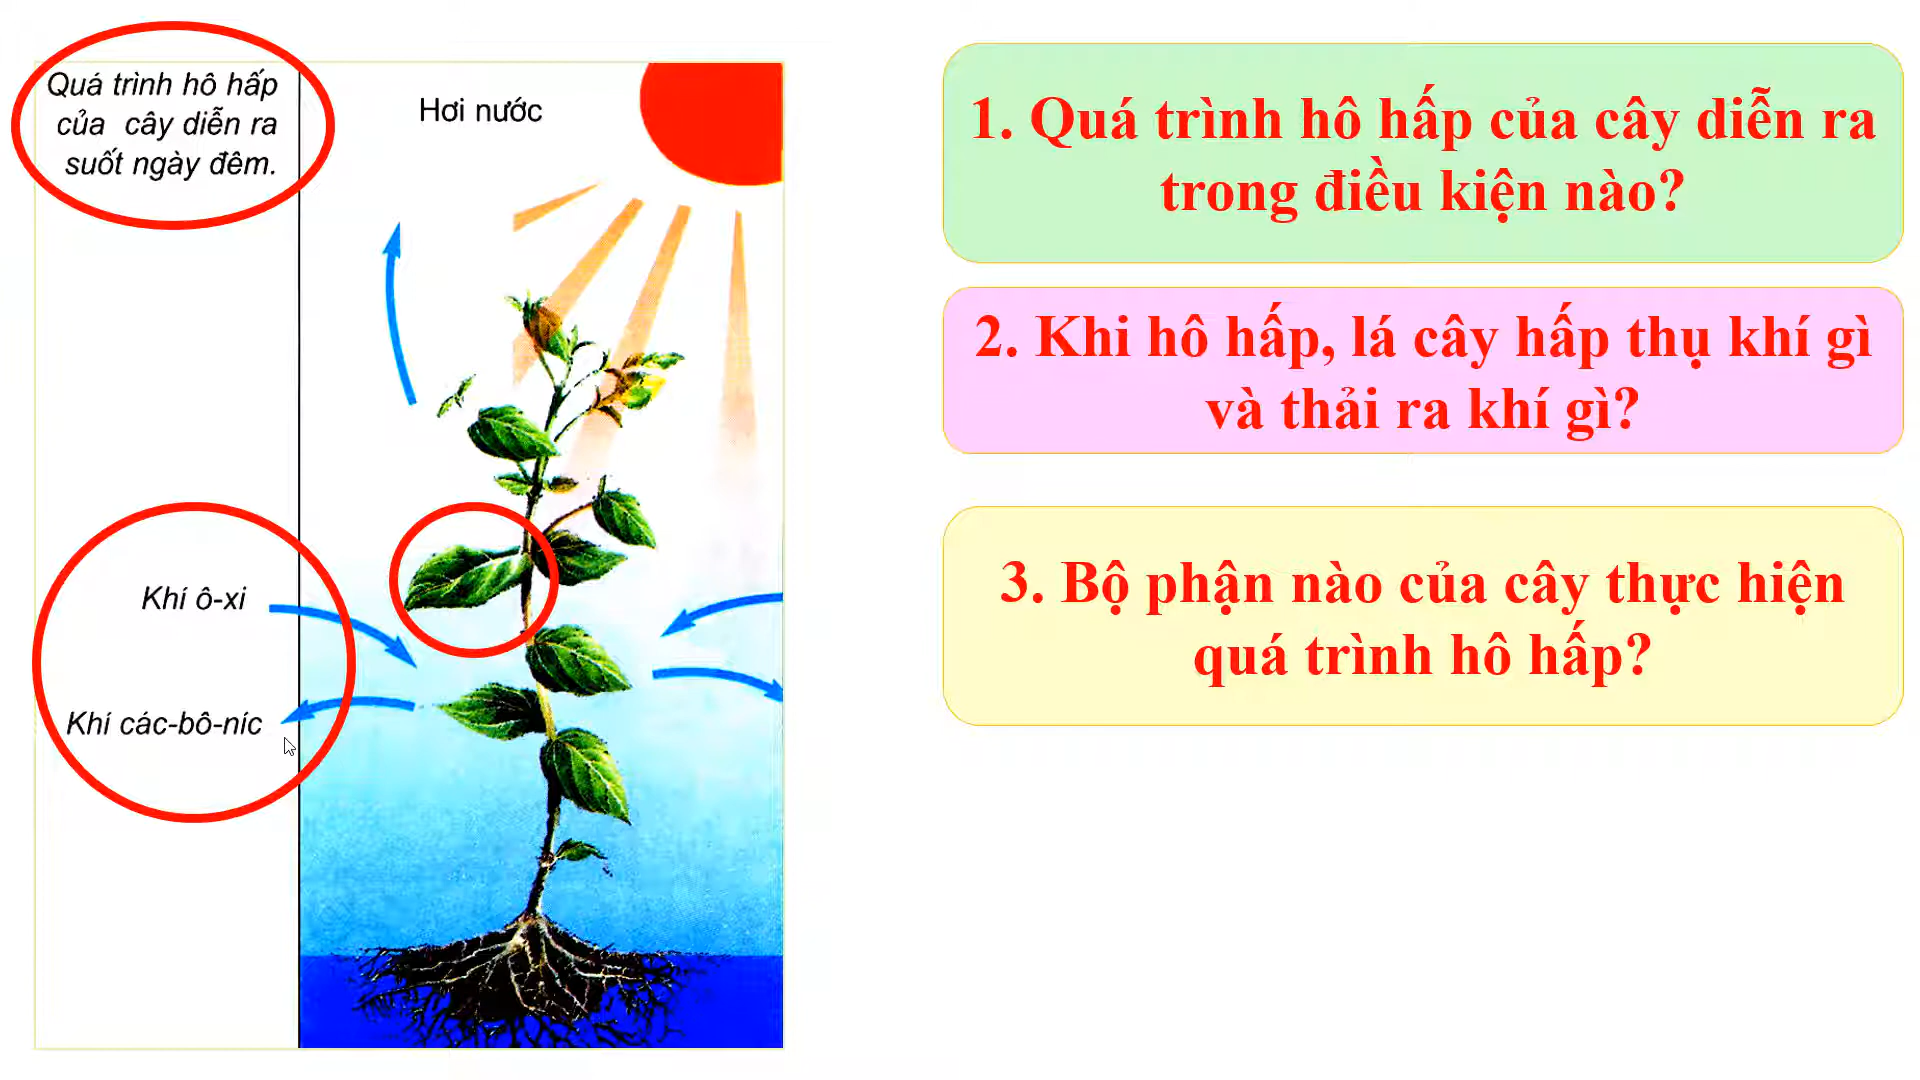 Quá trình hô hấp
của cây diễn ra
suốt ngày đêm.
Hơi nước
Khí ô-xi
Khí các-bô-níc
1. Quá trình hô hấp của cây diễn ra
trong điều kiện nào?
2. Khi hô hấp, lá cây hấp thụ khí gì
và thải ra khí gì?
3. Bộ phận nào của cây thực hiện
quá trình hô hấp?